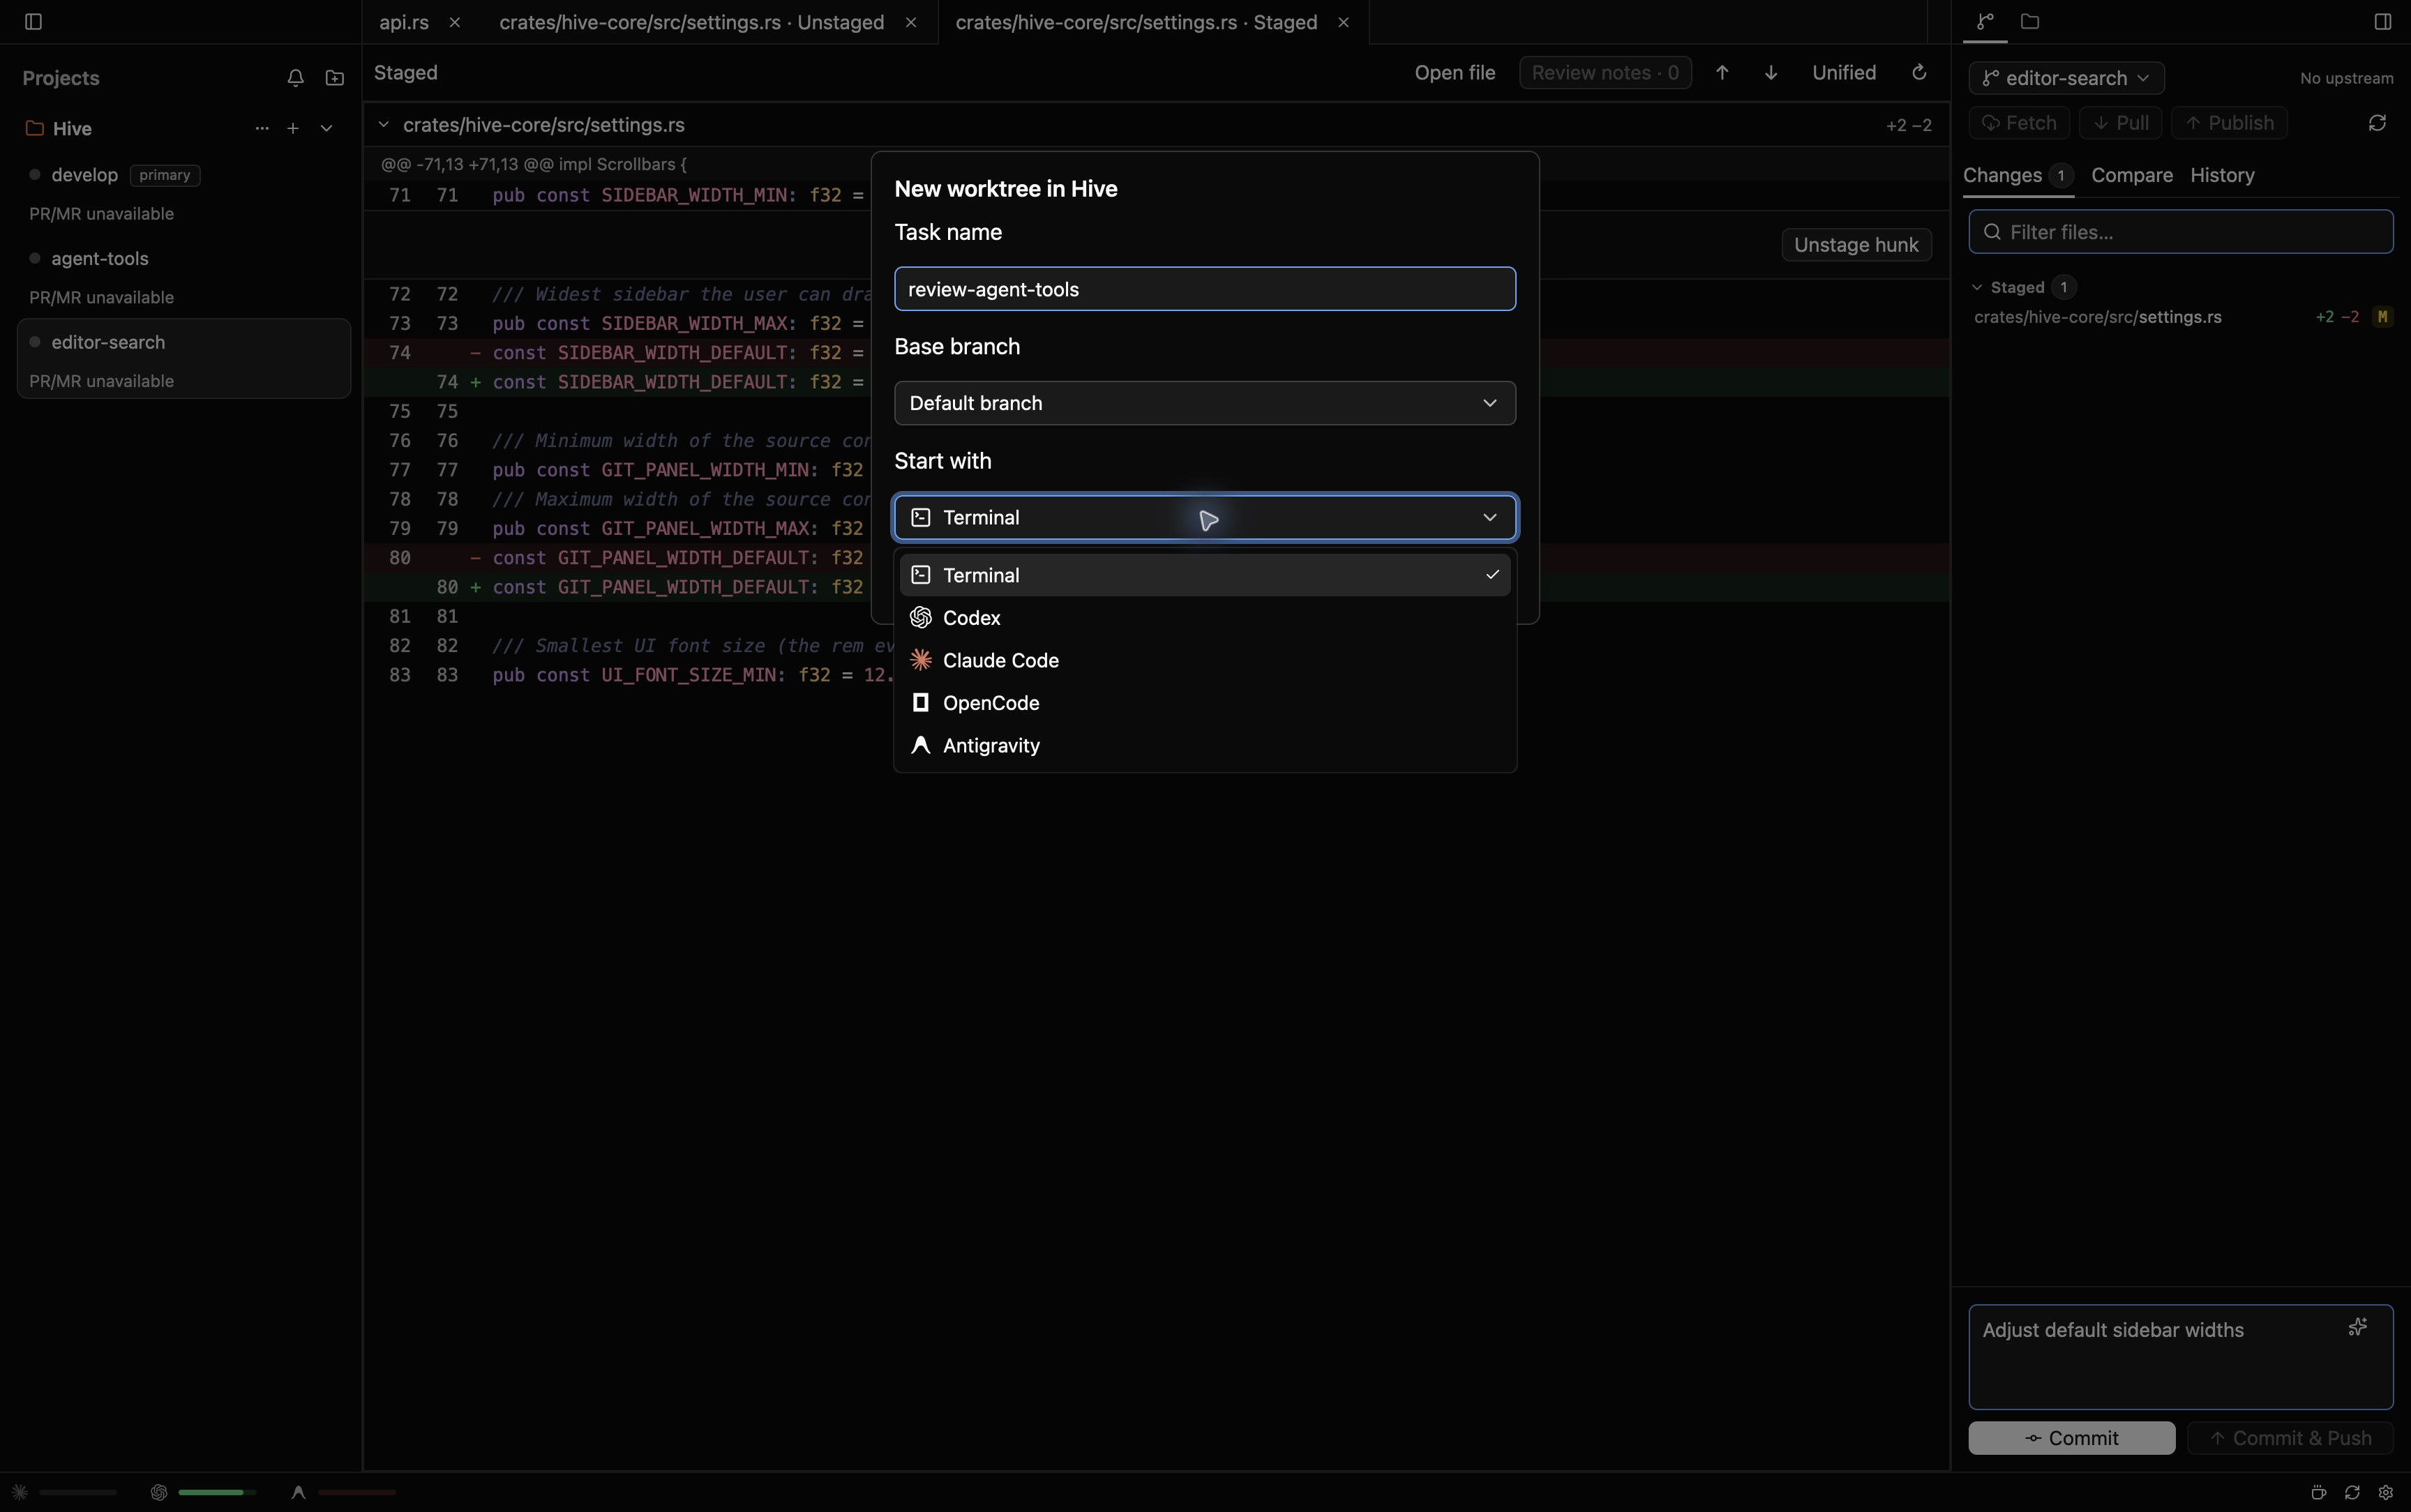 api.rs
crates/hive-core/src/settings.rs · Unstaged
crates/hive-core/src/settings.rs · Staged
Projects
Hive
develop primary
PR/MR unavailable
agent-tools
PR/MR unavailable
editor-search
PR/MR unavailable
Staged
Open file
Review notes · 0
Unified
crates/hive-core/src/settings.rs
+2 −2
@@ -71,13 +71,13 @@ impl Scrollbars {
71 71 pub const SIDEBAR_WIDTH_MIN: f32 =
Unstage hunk
72 72 /// Widest sidebar the user can dra
73 73 pub const SIDEBAR_WIDTH_MAX: f32 =
74 − const SIDEBAR_WIDTH_DEFAULT: f32 =
74 + const SIDEBAR_WIDTH_DEFAULT: f32 =
75 75
76 76 /// Minimum width of the source con
77 77 pub const GIT_PANEL_WIDTH_MIN: f32
78 78 /// Maximum width of the source con
79 79 pub const GIT_PANEL_WIDTH_MAX: f32
80 − const GIT_PANEL_WIDTH_DEFAULT: f32
80 + const GIT_PANEL_WIDTH_DEFAULT: f32
81 81
82 82 /// Smallest UI font size (the rem ev
83 83 pub const UI_FONT_SIZE_MIN: f32 = 12.
New worktree in Hive
Task name
review-agent-tools
Base branch
Default branch
Start with
Terminal
Terminal
Codex
Claude Code
OpenCode
Antigravity
editor-search
No upstream
Fetch
Pull
Publish
Changes 1
Compare
History
Filter files...
Staged 1
crates/hive-core/src/settings.rs +2 −2 M
Adjust default sidebar widths
Commit
Commit & Push